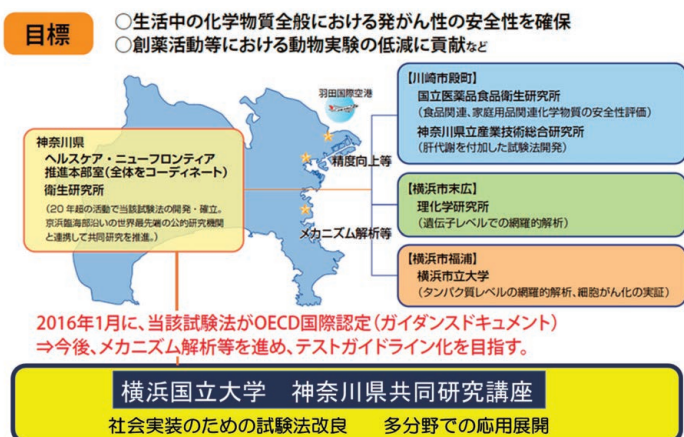 目標
○生活中の化学物質全般における発がん性の安全性を確保
○創薬活動等における動物実験の低減に貢献など
羽田国際空港
神奈川県
ヘルスケア・ニューフロンティア
推進本部室(全体をコーディネート)
衛生研究所
(20年超の活動で当該試験法の開発・確立。
京浜臨海部沿いの世界最先端の公的研究機関
と連携して共同研究を推進。)
精度向上等
メカニズム解析等
【川崎市殿町】
国立医薬品食品衛生研究所
(食品関連、家庭用品関連化学物質の安全性評価)
神奈川県立産業技術総合研究所
(肝代謝を付加した試験法開発)
【横浜市末広】
理化学研究所
(遺伝子レベルでの網羅的解析)
【横浜市福浦】
横浜市立大学
(タンパク質レベルの網羅的解析、細胞がん化の実証)
2016年1月に、当該試験法がOECD国際認定(ガイダンスドキュメント)
⇒今後、メカニズム解析等を進め、テストガイドライン化を目指す。
横浜国立大学 神奈川県共同研究講座
社会実装のための試験法改良 多分野での応用展開